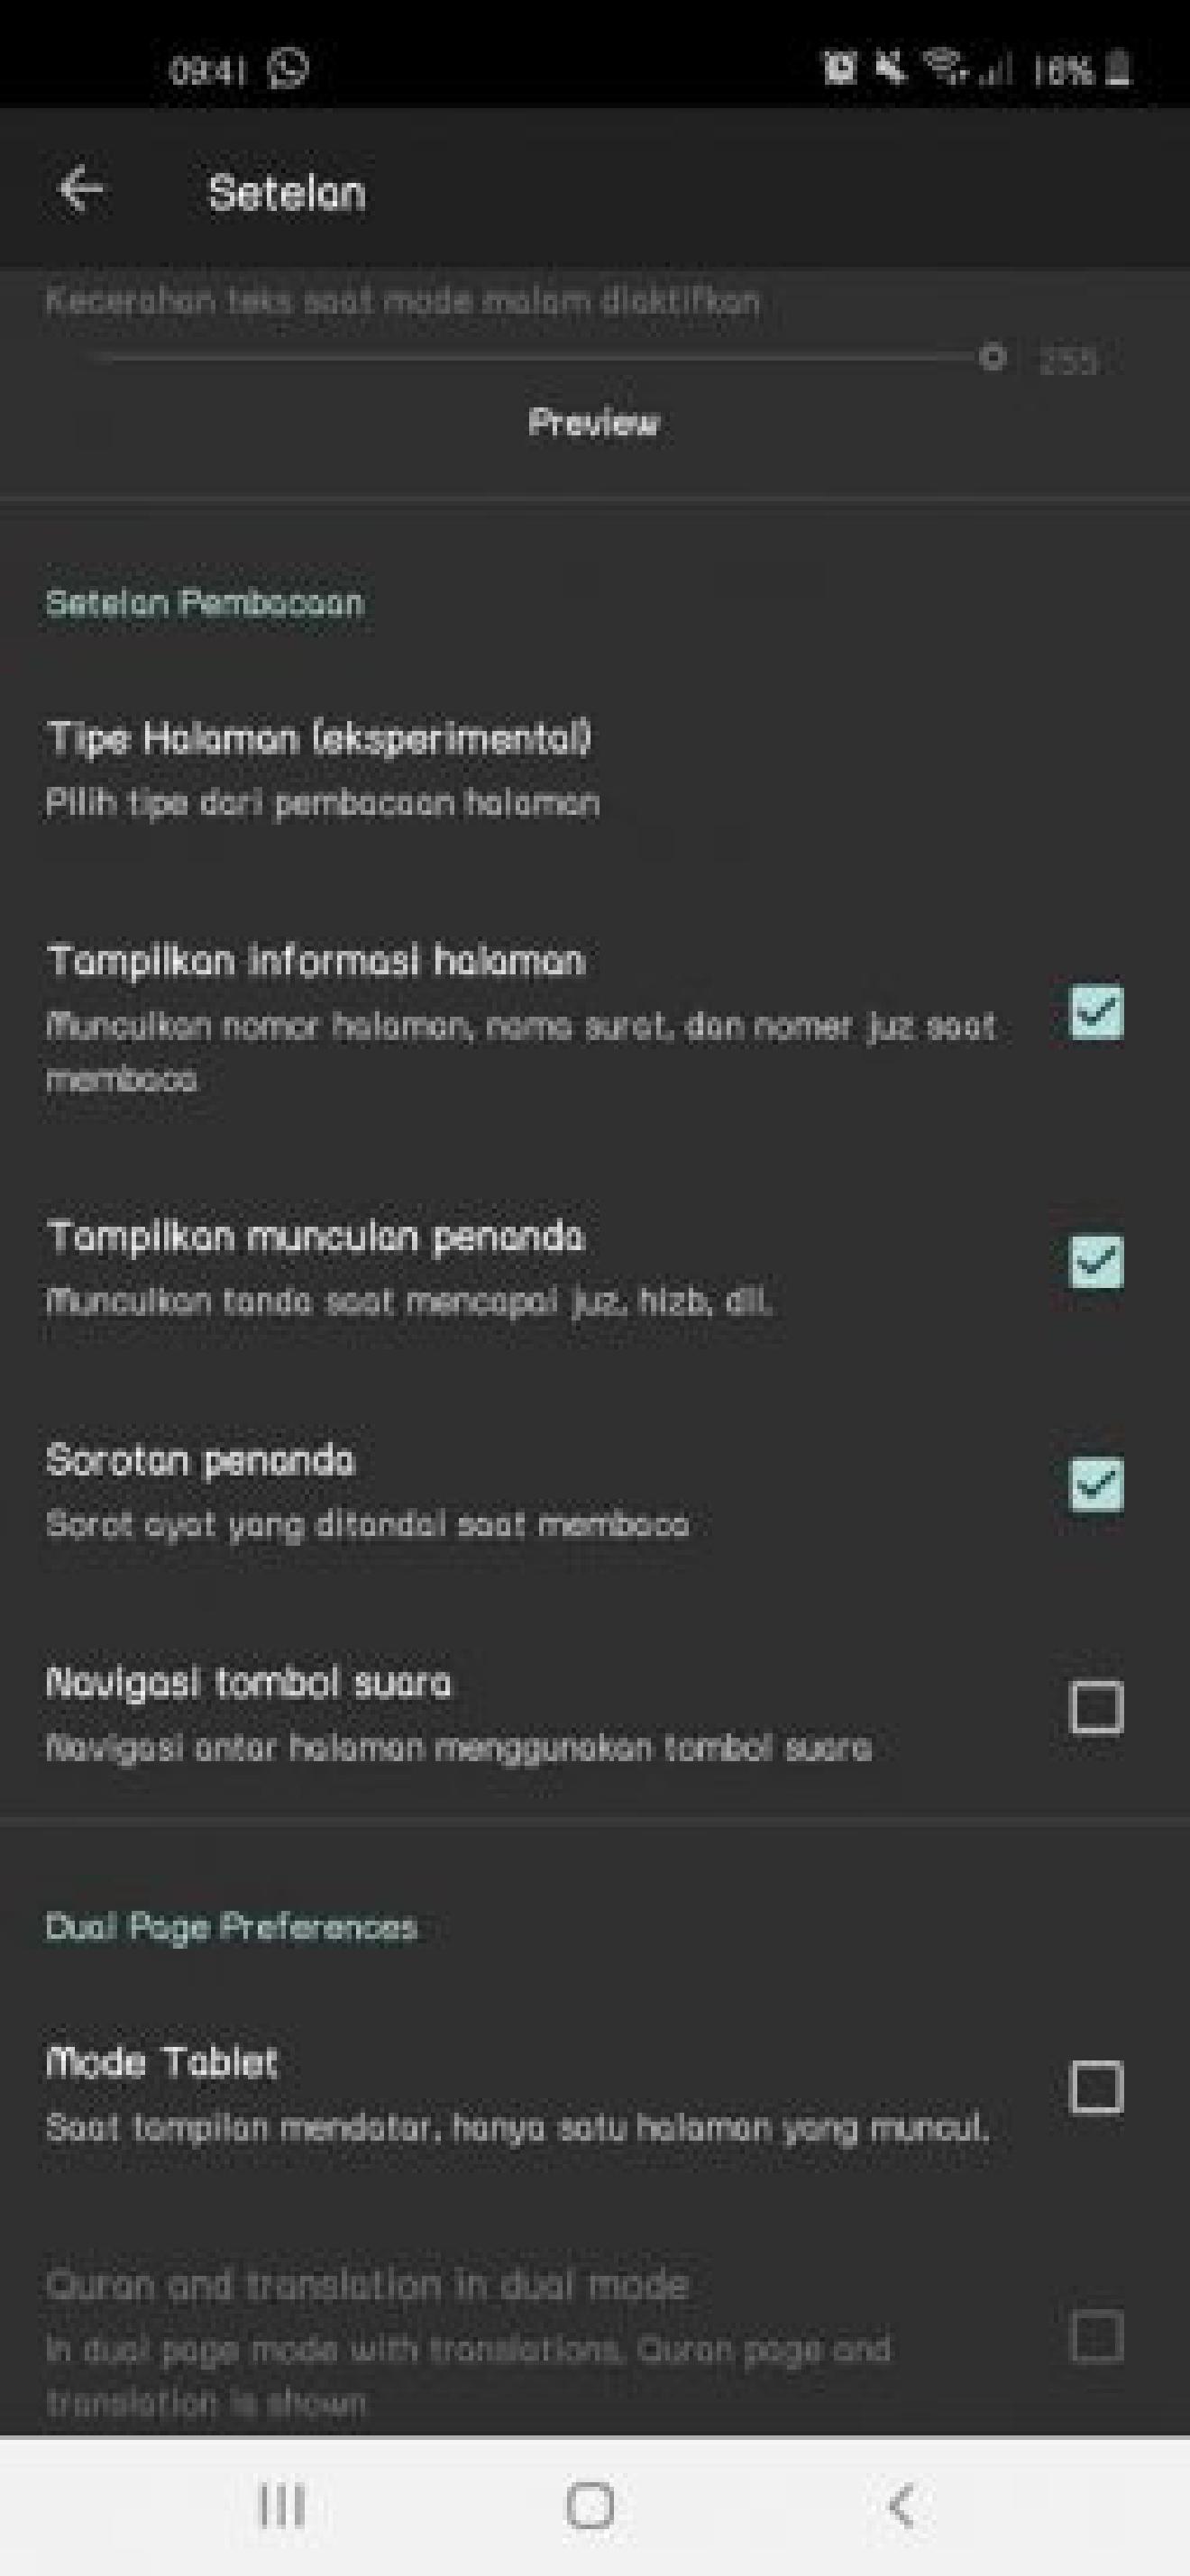 09:41 16%
Setelan
Kecerahan teks saat mode malam diaktifkan
255
Preview
Setelan Pembacaan
Tipe Halaman (eksperimental)
Pilih tipe dari pembacaan halaman
Tampilkan informasi halaman
Munculkan nomor halaman, nama surat, dan nomer juz saat
membaca
Tampilkan munculan penanda
Munculkan tanda saat mencapai juz, hizb, dll.
Sorotan penanda
Sorot ayat yang ditandai saat membaca
Navigasi tombol suara
Navigasi antar halaman menggunakan tombol suara
Dual Page Preferences
Mode Tablet
Saat tampilan mendatar, hanya satu halaman yang muncul.
Quran and translation in dual mode
In dual page mode with translations, Quran page and
translation is shown